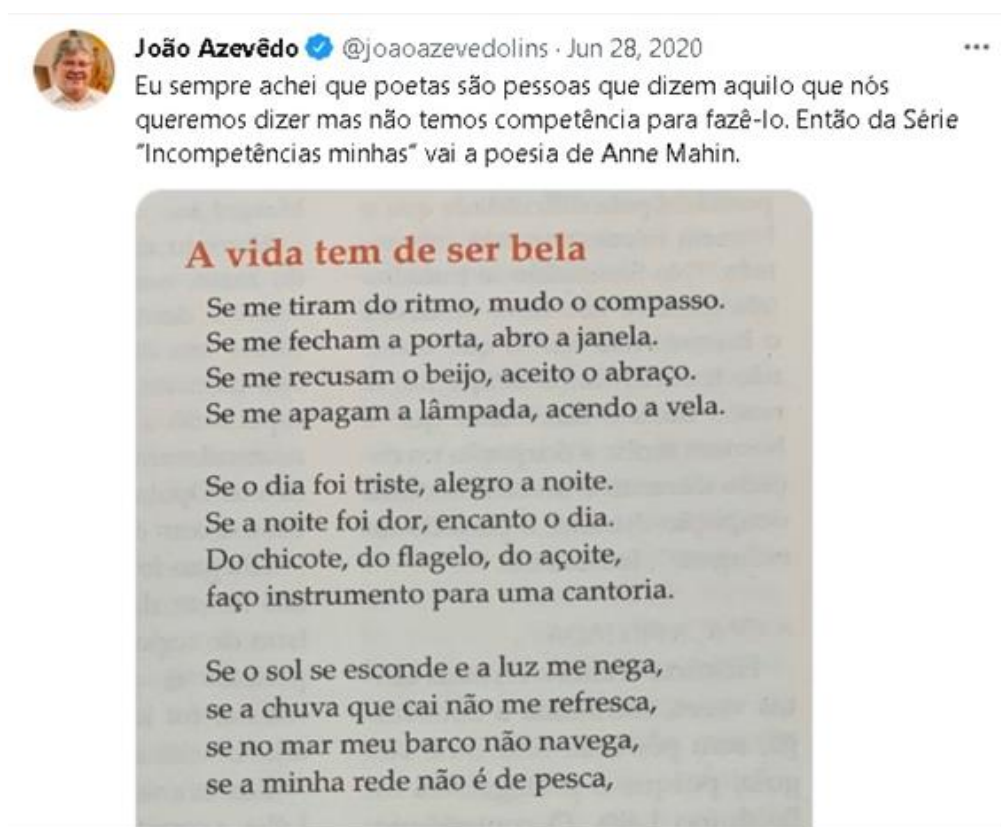 João Azevêdo @joaoazevedolins · Jun 28, 2020
Eu sempre achei que poetas são pessoas que dizem aquilo que nós
queremos dizer mas não temos competência para fazê-lo. Então da Série
"Incompetências minhas" vai a poesia de Anne Mahin.
A vida tem de ser bela
Se me tiram do ritmo, mudo o compasso.
Se me fecham a porta, abro a janela.
Se me recusam o beijo, aceito o abraço.
Se me apagam a lâmpada, acendo a vela.
Se o dia foi triste, alegro a noite.
Se a noite foi dor, encanto o dia.
Do chicote, do flagelo, do açoite,
faço instrumento para uma cantoria.
Se o sol se esconde e a luz me nega,
se a chuva que cai não me refresca,
se no mar meu barco não navega,
se a minha rede não é de pesca,